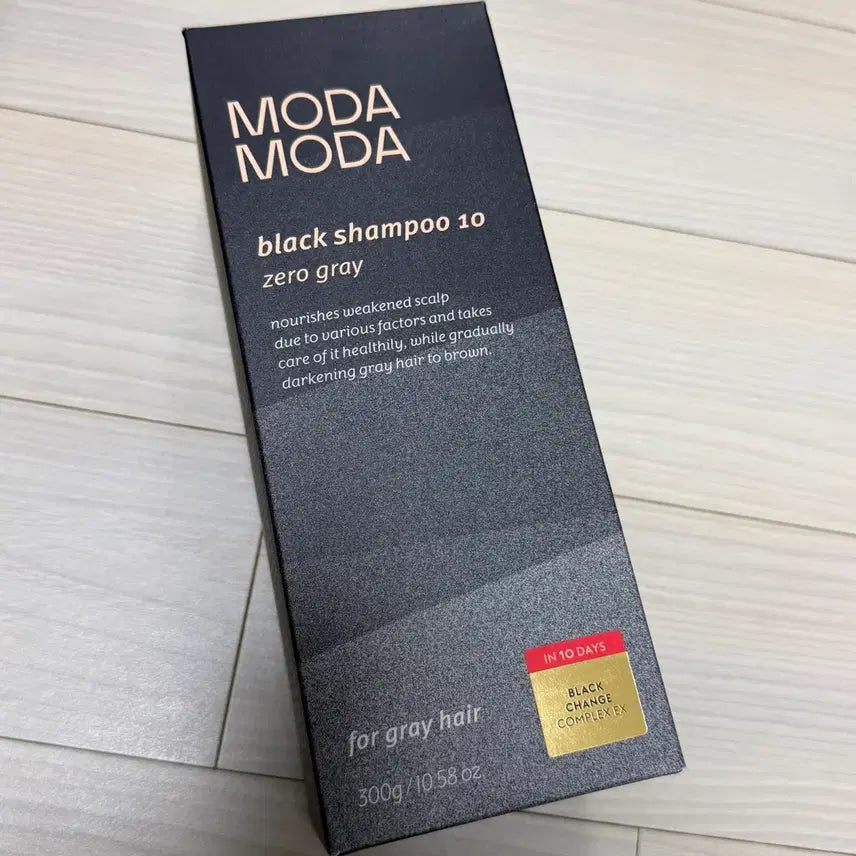 MODA
MODA
black shampoo 10
zero gray
nourishes weakened scalp
due to various factors and takes
care of it healthily, while gradually
darkening gray hair to brown.
IN 10 DAYS
BLACK
CHANGE
COMPLEX EX
for gray hair
300g/10.58 oz